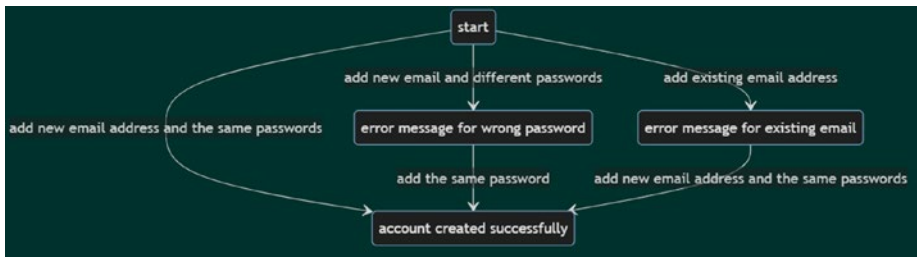 start
add new email and different passwords
add existing email address
add new email address and the same passwords
error message for wrong password
error message for existing email
add the same password
add new email address and the same passwords
account created successfully